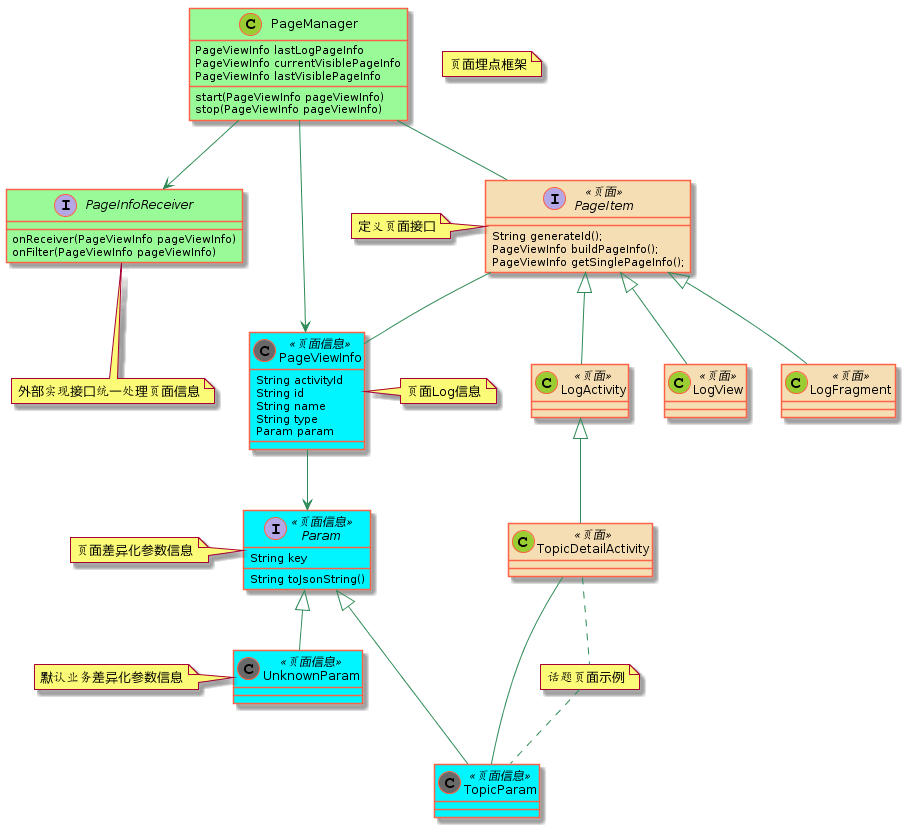 C PageManager
PageViewInfo lastLogPageInfo
PageViewInfo currentVisiblePageInfo
PageViewInfo lastVisiblePageInfo
start(PageViewInfo pageViewInfo)
stop(PageViewInfo pageViewInfo)
页面埋点框架
I PageInfoReceiver
onReceiver(PageViewInfo pageViewInfo)
onFilter(PageViewInfo pageViewInfo)
定义页面接口
«页面»
I PageItem
String generateId();
PageViewInfo buildPageInfo();
PageViewInfo getSinglePageInfo();
外部实现接口统一处理页面信息
«页面信息»
C PageViewInfo
String activityId
String id
String name
String type
Param param
页面Log信息
«页面»
C LogActivity
«页面»
C LogView
«页面»
C LogFragment
页面差异化参数信息
«页面信息»
I Param
String key
String toJsonString()
«页面»
C TopicDetailActivity
默认业务差异化参数信息
«页面信息»
C UnknownParam
话题页面示例
«页面信息»
C TopicParam